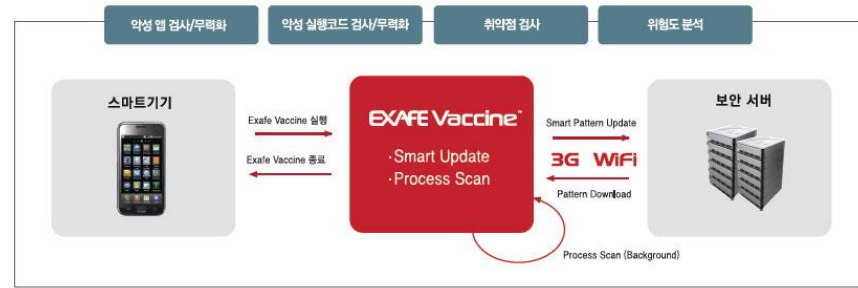 악성 앱 검사/무력화
악성 실행코드 검사/무력화
취약점 검사
위험도 분석
스마트기기
Exafe Vaccine 실행
Exafe Vaccine 종료
EXAFE Vaccine™
·Smart Update
·Process Scan
Smart Pattern Update
3G WiFi
Pattern Download
보안 서버
Process Scan (Background)